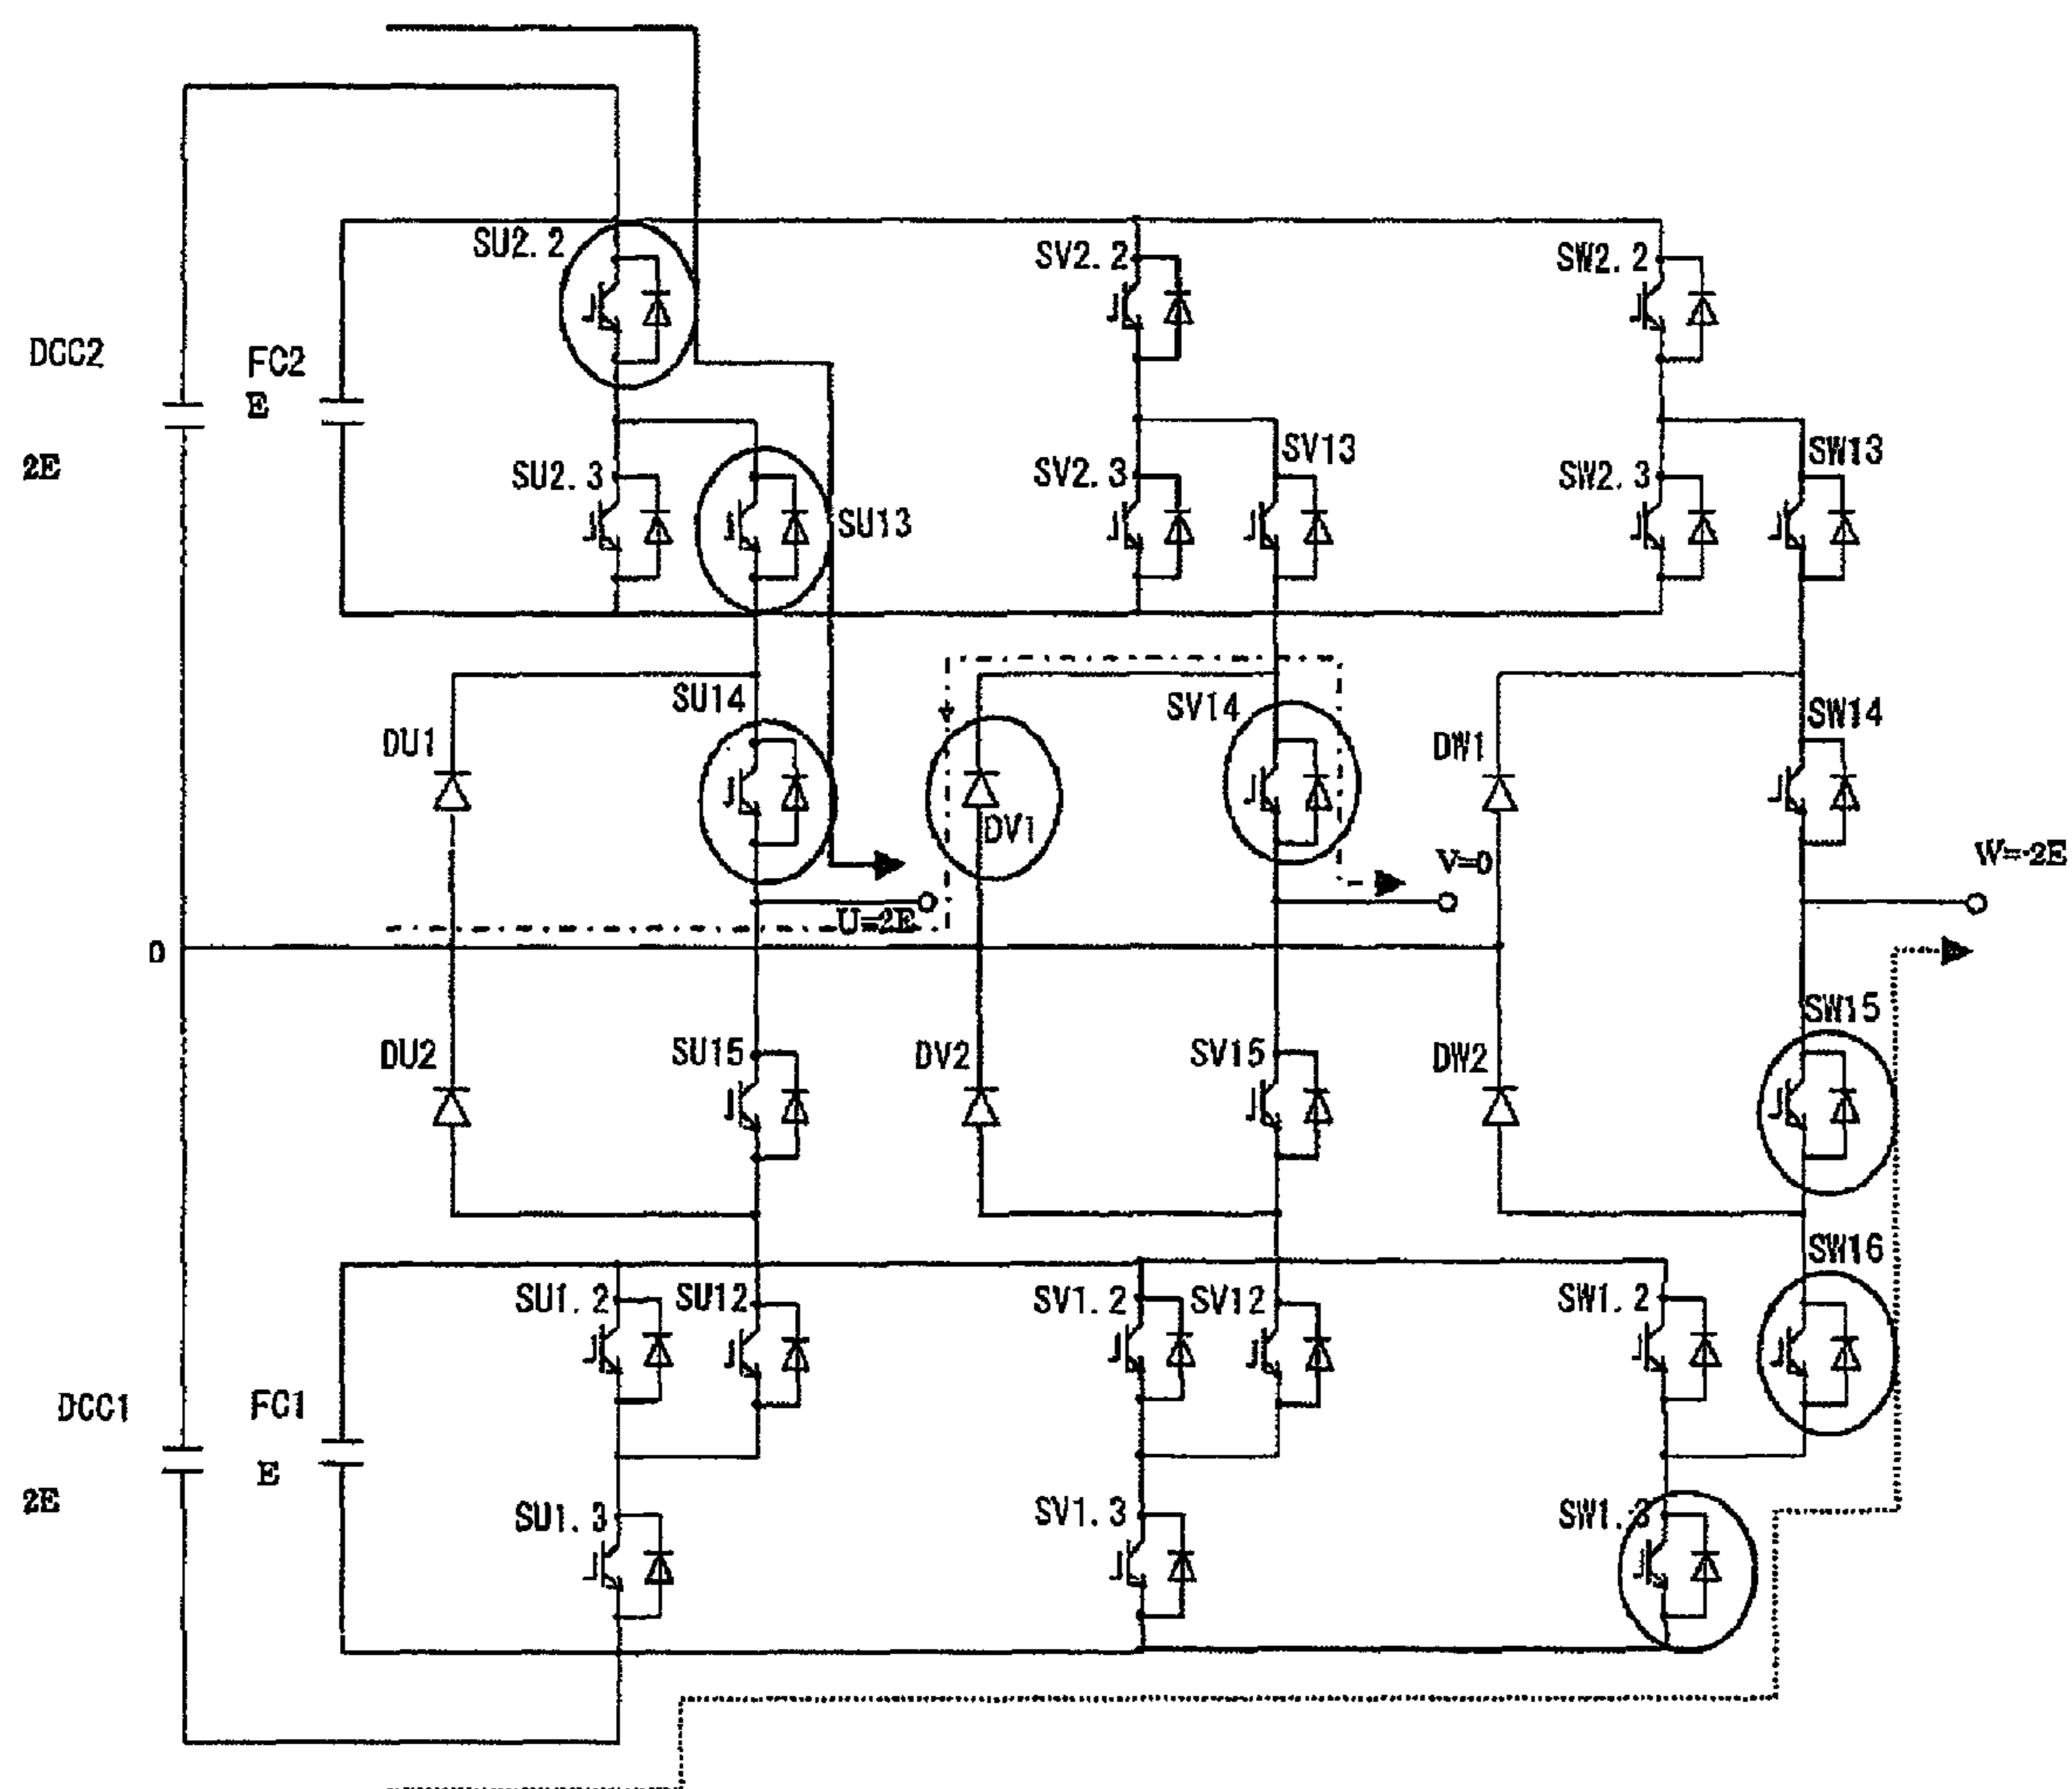 SU2.2
SV2.2
SW2.2
DCC2
FC2
E
2E
SU2.3
SU13
SV2.3
SV13
SW2.3
SW13
SU14
SV14
SW14
DU1
DV1
DW1
U=2E
V=0
W=-2E
0
SW15
DU2
SU15
DV2
SV15
DW2
SW16
SU1.2
SU12
SV1.2
SV12
SW1.2
DCC1
FC1
E
2E
SU1.3
SV1.3
SW1.3